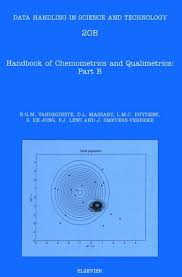 DATA HANDLING IN SCIENCE AND TECHNOLOGY
20B
Handbook of Chemometrics and Qualimetrics:
Part B
B.G.M. VANDEGINSTE, D.L. MASSART, L.M.C. BUYDENS,
S. DE JONG, P.J. LEWI AND J. SMEYERS-VERBEKE
ELSEVIER